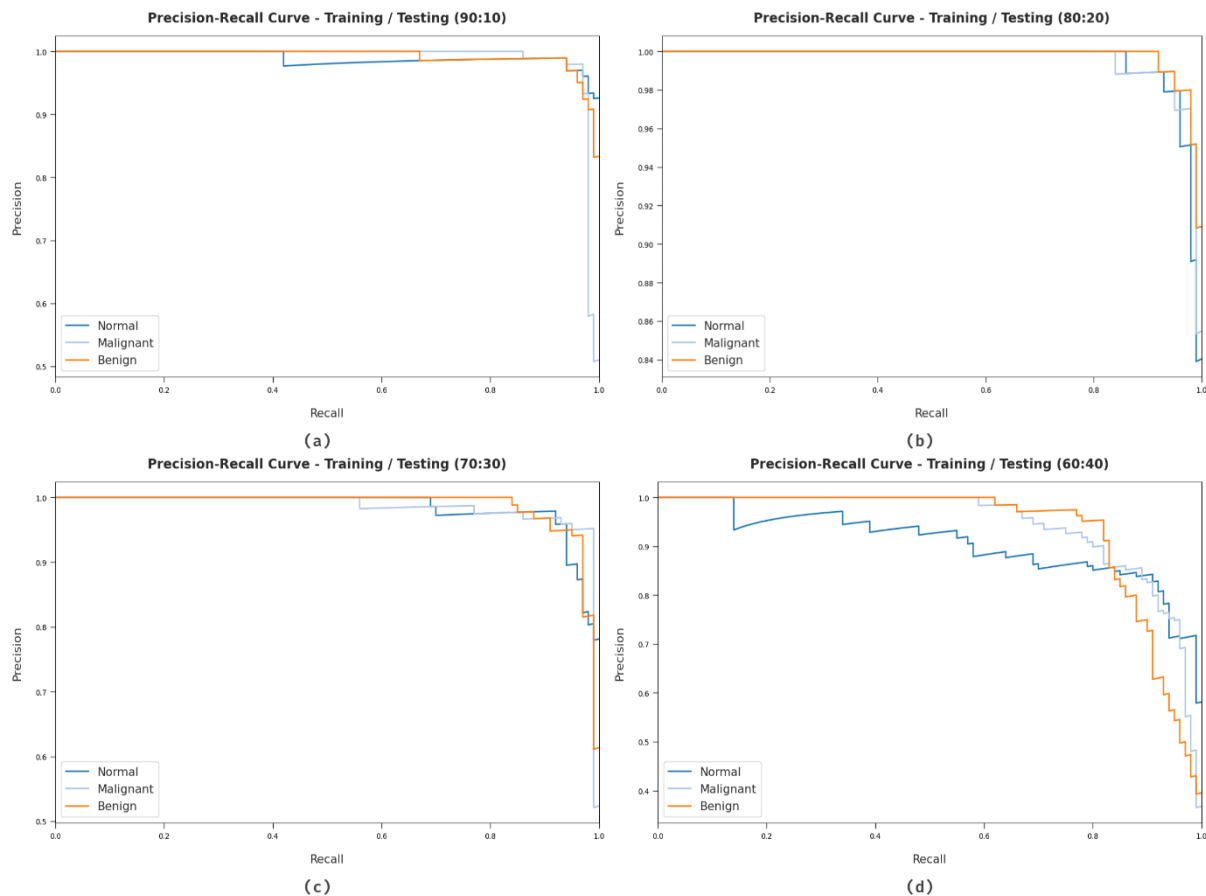 Precision-Recall Curve - Training / Testing (90:10)
1.0
0.9
0.8
0.7
0.6
0.5
Precision
Normal
Malignant
Benign
0.0 0.2 0.4 0.6 0.8 1.0
Recall
(a)
Precision-Recall Curve - Training / Testing (80:20)
1.00
0.98
0.96
0.94
0.92
0.90
0.88
0.86
0.84
Precision
Normal
Malignant
Benign
0.0 0.2 0.4 0.6 0.8 1.0
Recall
(b)
Precision-Recall Curve - Training / Testing (70:30)
1.0
0.9
0.8
0.7
0.6
0.5
Precision
Normal
Malignant
Benign
0.0 0.2 0.4 0.6 0.8 1.0
Recall
(c)
Precision-Recall Curve - Training / Testing (60:40)
1.0
0.9
0.8
0.7
0.6
0.5
0.4
Precision
Normal
Malignant
Benign
0.0 0.2 0.4 0.6 0.8 1.0
Recall
(d)